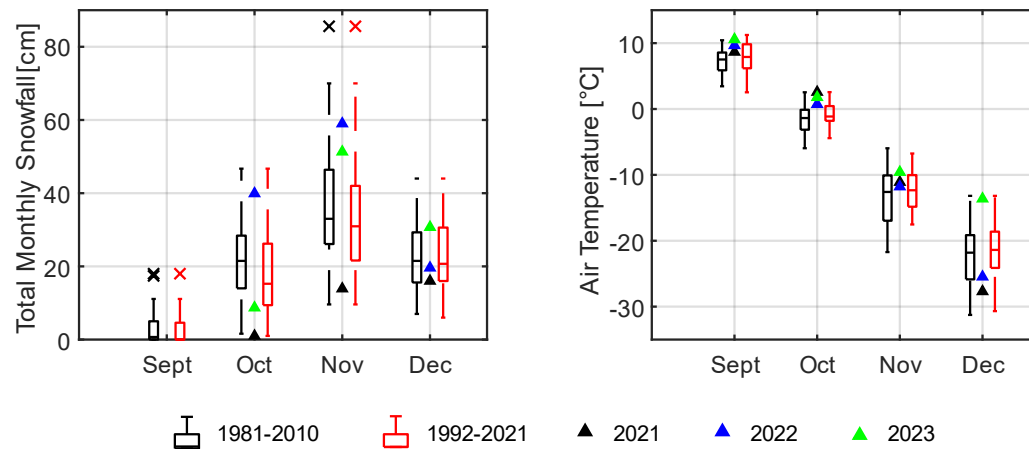 Total Monthly Snowfall[cm]
80
60
40
20
0
Sept Oct Nov Dec
Air Temperature [°C]
10
0
-10
-20
-30
Sept Oct Nov Dec
1981-2010 1992-2021 2021 2022 2023